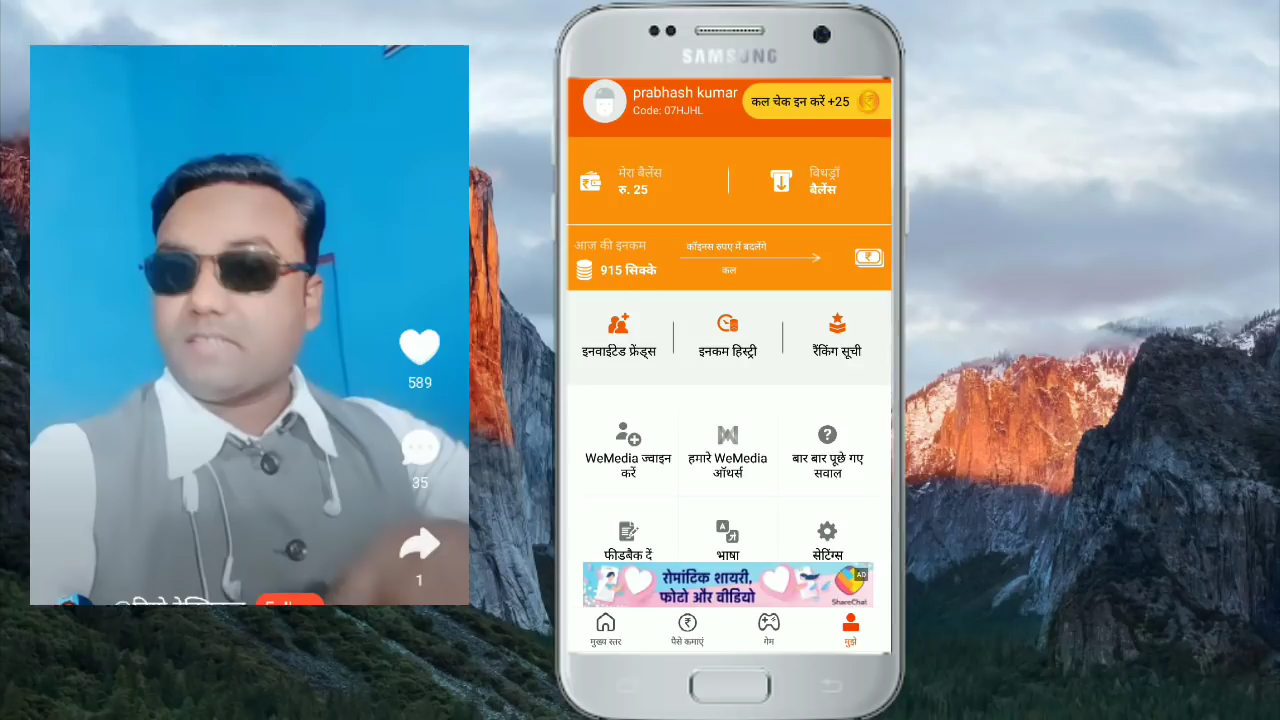 589
35
1
SAMSUNG
prabhash kumar
Code: 07HJHL
कल चेक इन करें +25
मेरा बैलेंस
रु. 25
विथड्रॉ
बैलेंस
आज की इनकम
915 सिक्के
कॉइनस रुपए में बदलेंगे
कल
इनवाईटेड फ्रेंड्स
इनकम हिस्ट्री
रैंकिंग सूची
WeMedia ज्वाइन
करें
हमारे WeMedia
ऑथर्स
बार बार पूछे गए
सवाल
फीडबैक दें
भाषा
सेटिंग्स
रोमांटिक शायरी,
फोटो और वीडियो
AD
ShareChat
मुख्य स्तर
पैसे कमाएं
गेम
मुझे